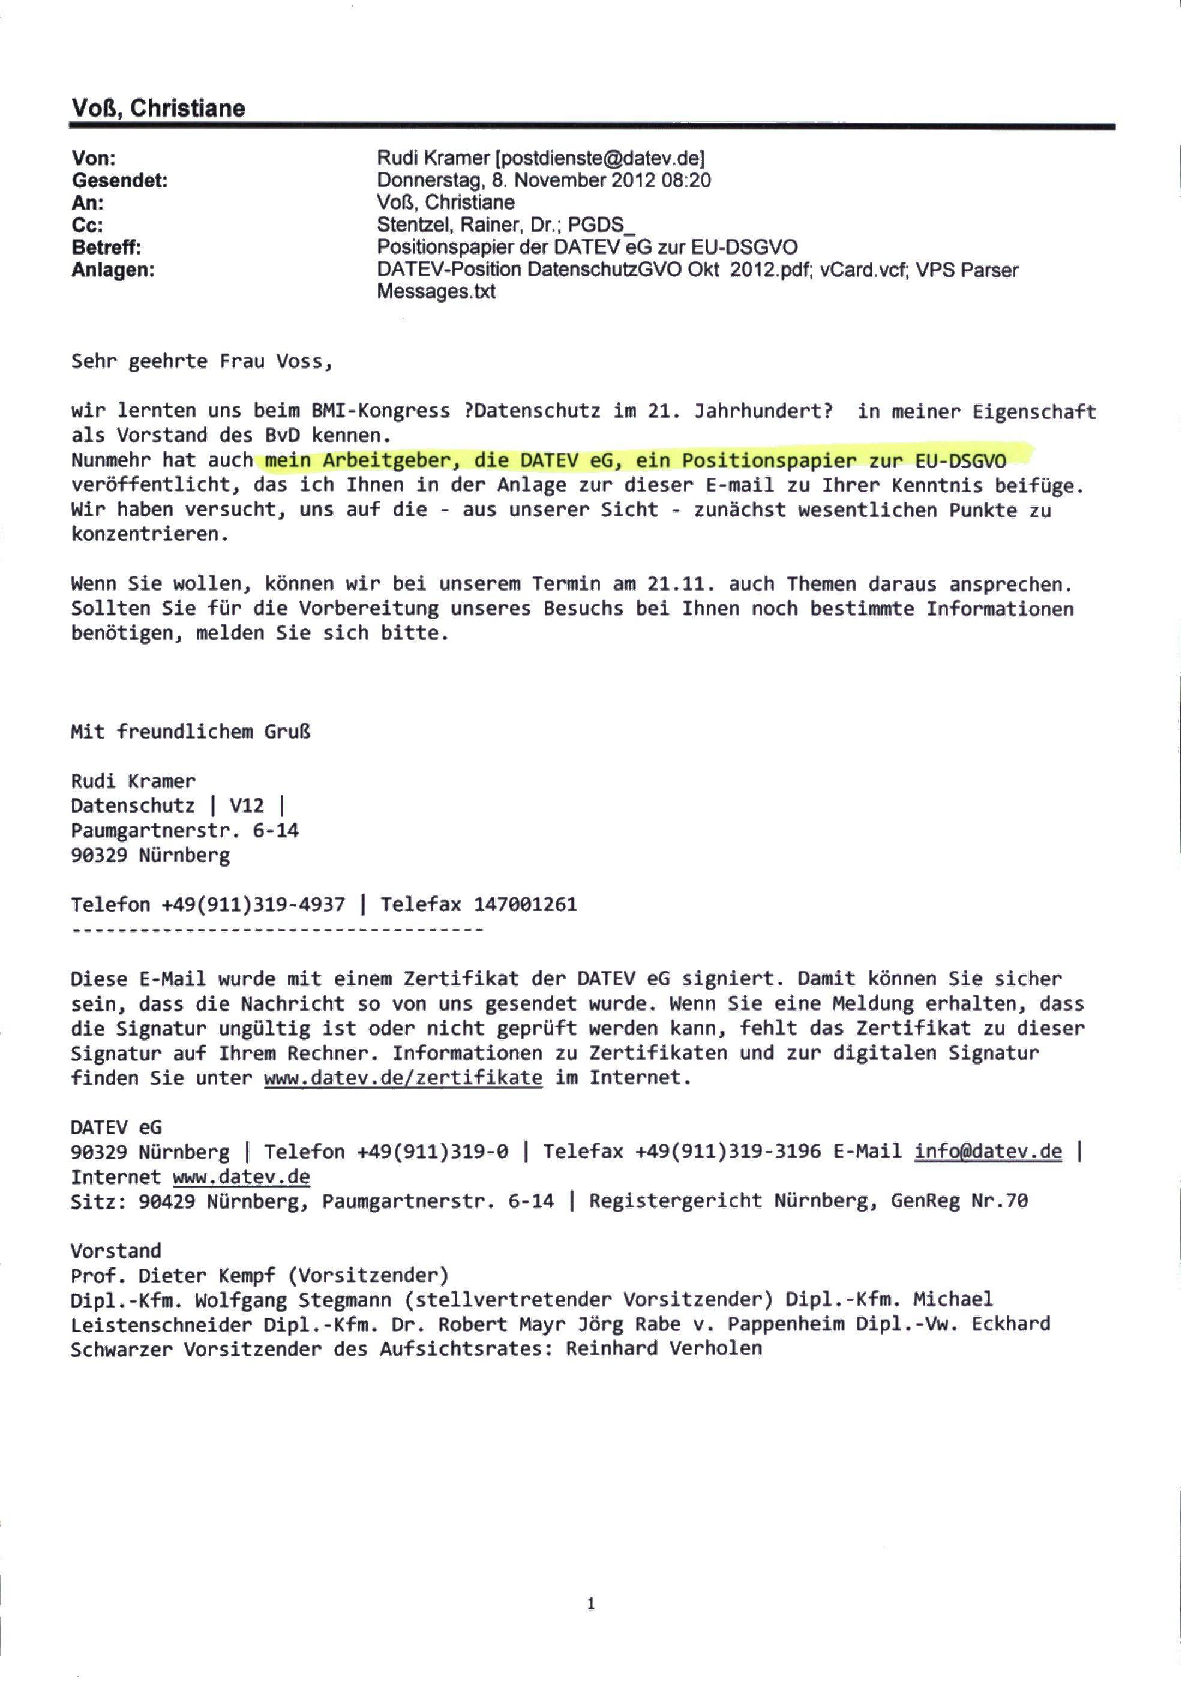 Voß, Christiane
Von: Rudi Kramer [postdienste@datev.de]
Gesendet: Donnerstag, 8. November 2012 08:20
An: Voß, Christiane
Cc: Stentzel, Rainer, Dr.; PGDS_
Betreff: Positionspapier der DATEV eG zur EU-DSGVO
Anlagen: DATEV-Position DatenschutzGVO Okt 2012.pdf; vCard.vcf; VPS Parser
Messages.txt
Sehr geehrte Frau Voss,
wir lernten uns beim BMI-Kongress ?Datenschutz im 21. Jahrhundert? in meiner Eigenschaft
als Vorstand des BvD kennen.
Nunmehr hat auch mein Arbeitgeber, die DATEV eG, ein Positionspapier zur EU-DSGVO
veröffentlicht, das ich Ihnen in der Anlage zur dieser E-mail zu Ihrer Kenntnis beifüge.
Wir haben versucht, uns auf die - aus unserer Sicht - zunächst wesentlichen Punkte zu
konzentrieren.
Wenn Sie wollen, können wir bei unserem Termin am 21.11. auch Themen daraus ansprechen.
Sollten Sie für die Vorbereitung unseres Besuchs bei Ihnen noch bestimmte Informationen
benötigen, melden Sie sich bitte.
Mit freundlichem Gruß
Rudi Kramer
Datenschutz | V12 |
Paumgartnerstr. 6-14
90329 Nürnberg
Telefon +49(911)319-4937 | Telefax 147001261
------------------------------------
Diese E-Mail wurde mit einem Zertifikat der DATEV eG signiert. Damit können Sie sicher
sein, dass die Nachricht so von uns gesendet wurde. Wenn Sie eine Meldung erhalten, dass
die Signatur ungültig ist oder nicht geprüft werden kann, fehlt das Zertifikat zu dieser
Signatur auf Ihrem Rechner. Informationen zu Zertifikaten und zur digitalen Signatur
finden Sie unter www.datev.de/zertifikate im Internet.
DATEV eG
90329 Nürnberg | Telefon +49(911)319-0 | Telefax +49(911)319-3196 E-Mail info@datev.de |
Internet www.datev.de
Sitz: 90429 Nürnberg, Paumgartnerstr. 6-14 | Registergericht Nürnberg, GenReg Nr.70
Vorstand
Prof. Dieter Kempf (Vorsitzender)
Dipl.-Kfm. Wolfgang Stegmann (stellvertretender Vorsitzender) Dipl.-Kfm. Michael
Leistenschneider Dipl.-Kfm. Dr. Robert Mayr Jörg Rabe v. Pappenheim Dipl.-Vw. Eckhard
Schwarzer Vorsitzender des Aufsichtsrates: Reinhard Verholen
1